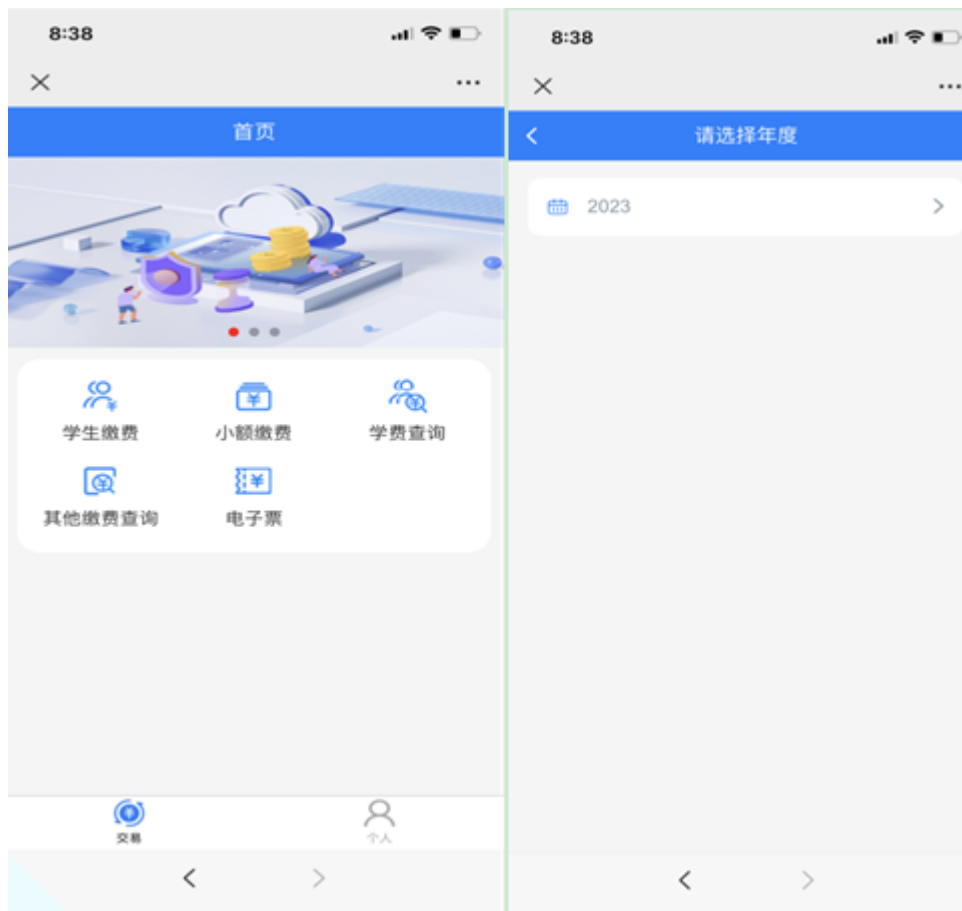 8:38
首页
学生缴费
小额缴费
学费查询
其他缴费查询
电子票
交易
个人
8:38
请选择年度
2023